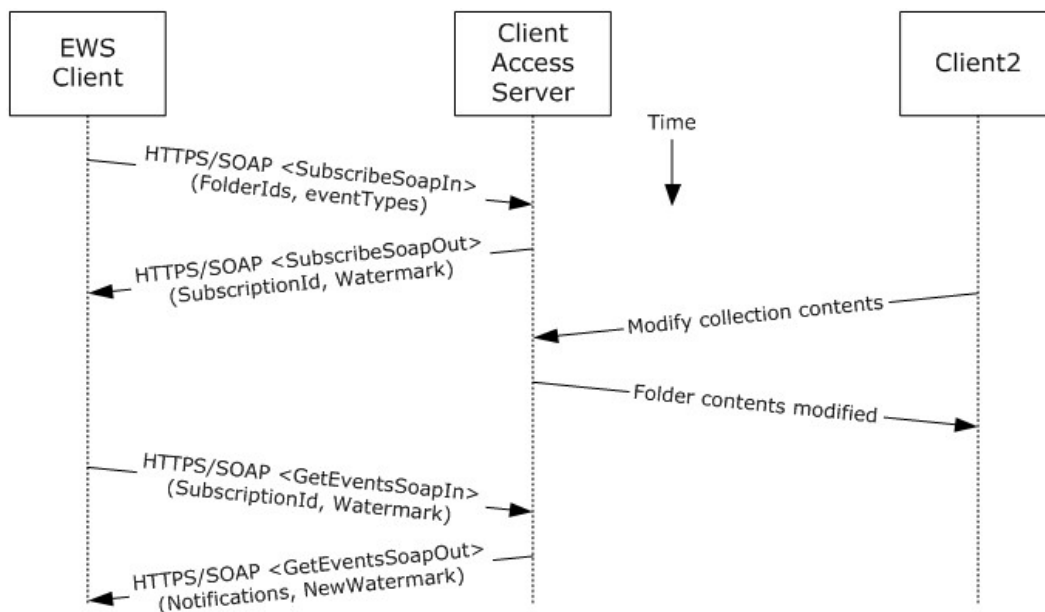 EWS
Client
Client
Access
Server
Client2
Time
HTTPS/SOAP <SubscribeSoapIn>
(FolderIds, eventTypes)
HTTPS/SOAP <SubscribeSoapOut>
(SubscriptionId, Watermark)
Modify collection contents
Folder contents modified
HTTPS/SOAP <GetEventsSoapIn>
(SubscriptionId, Watermark)
HTTPS/SOAP <GetEventsSoapOut>
(Notifications, NewWatermark)